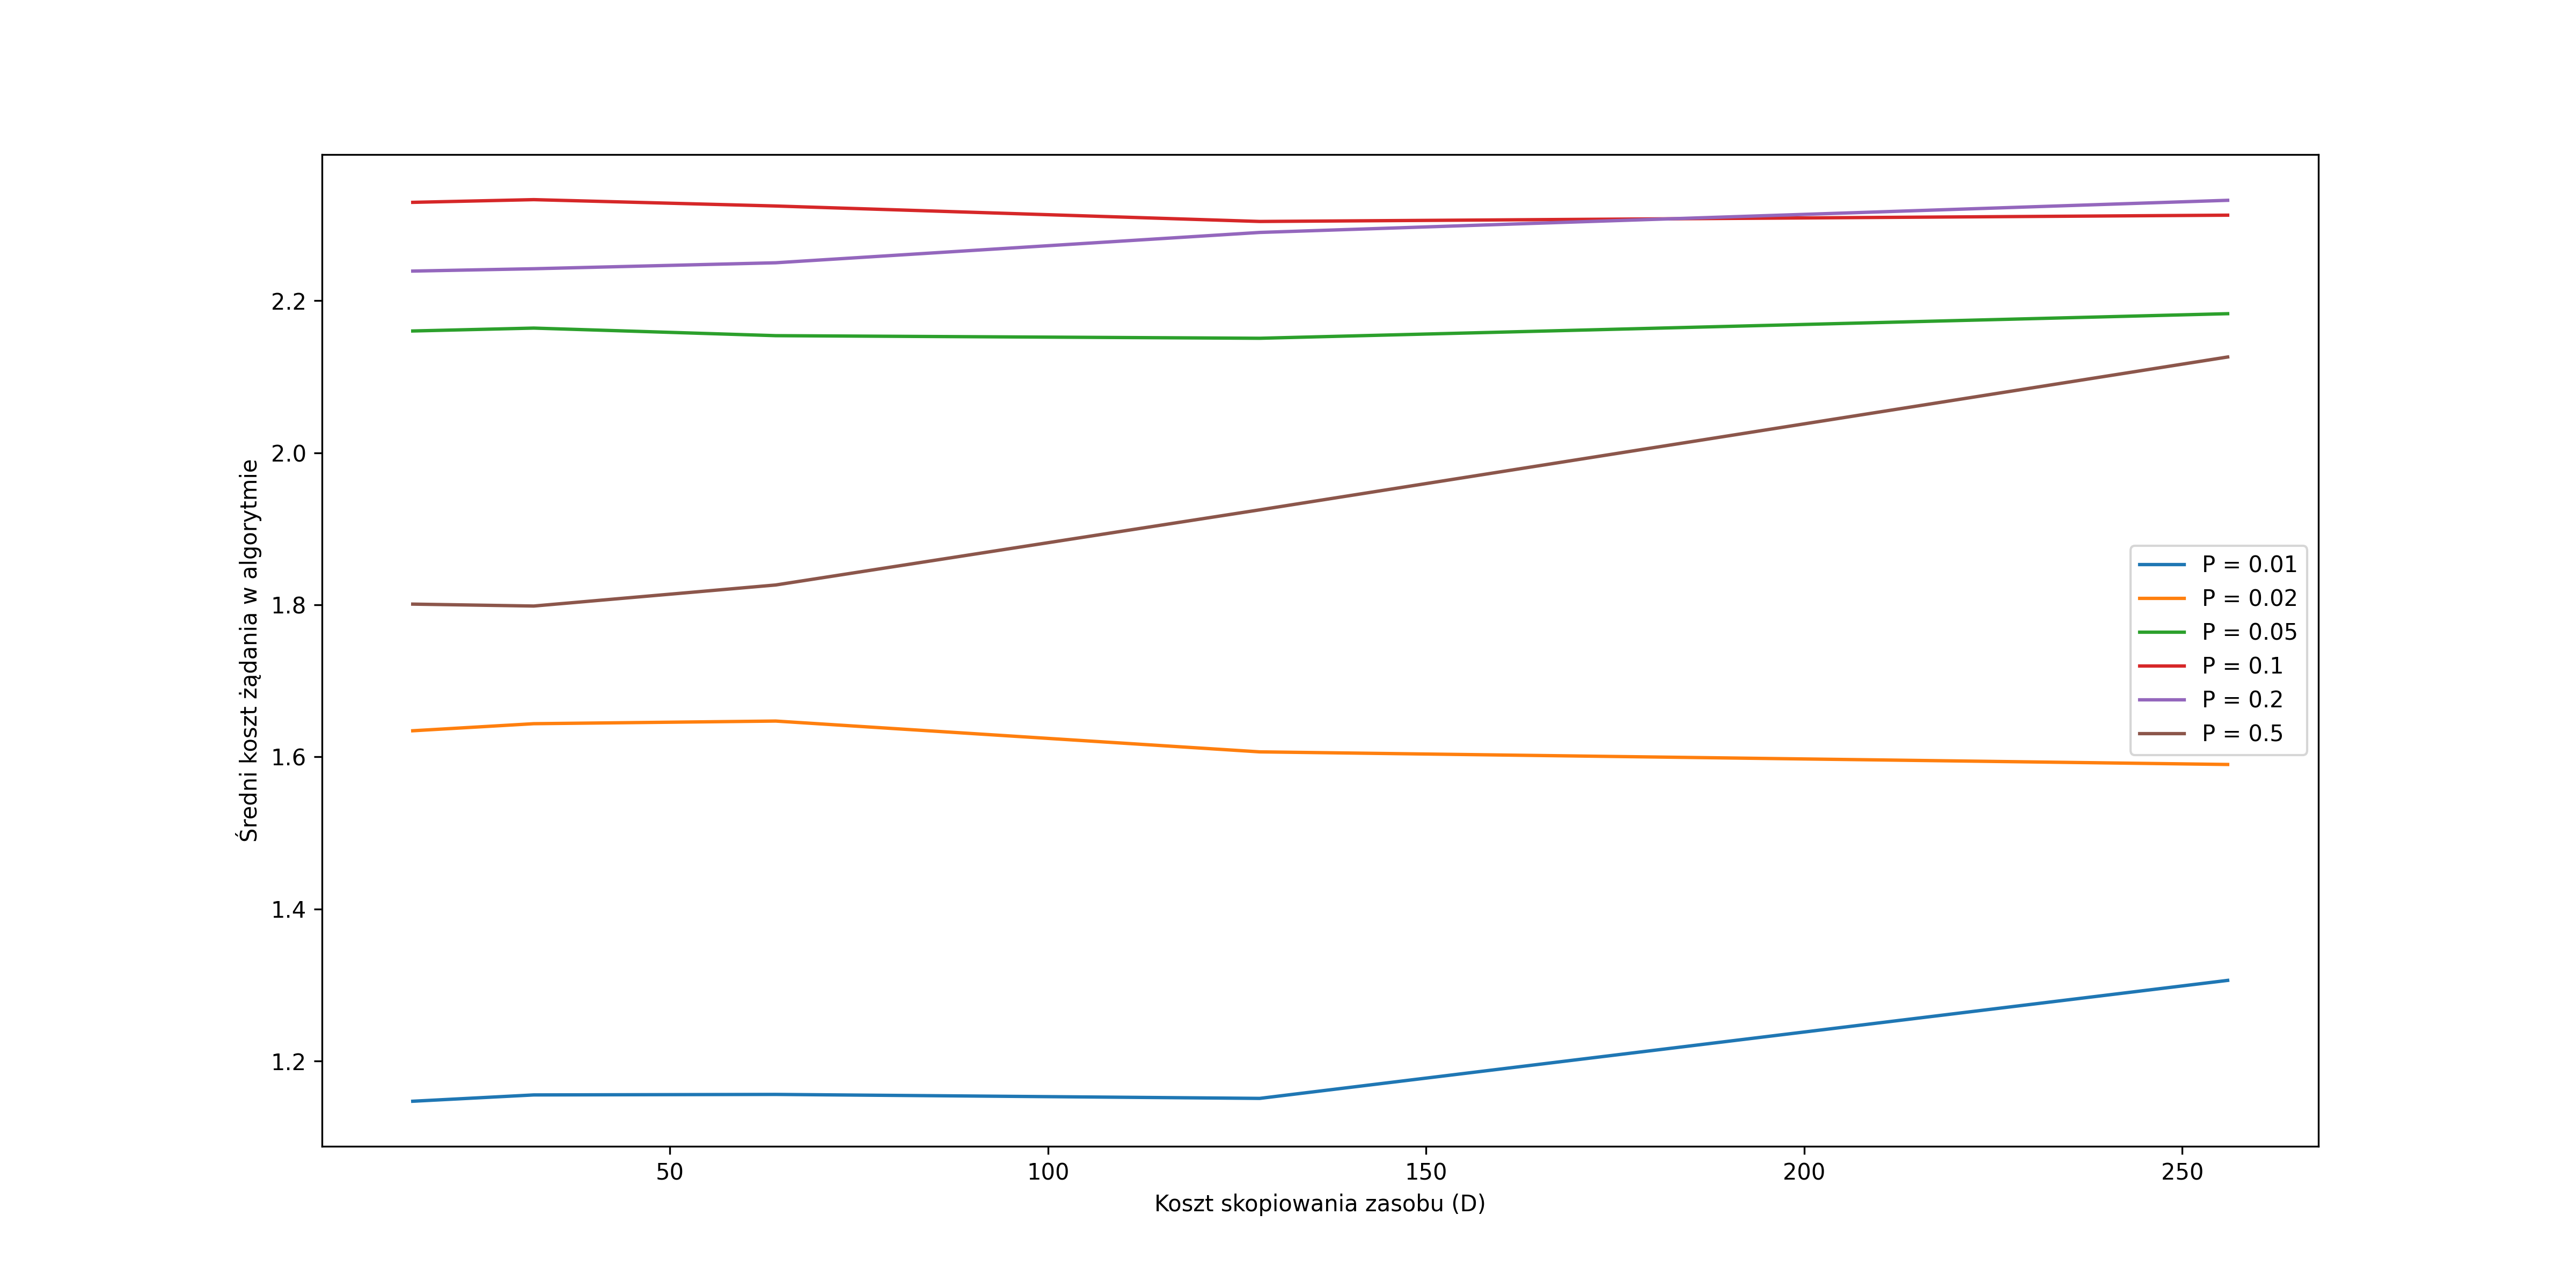 2.2
2.0
1.8
1.6
1.4
1.2
Średni koszt żądania w algorytmie
50 100 150 200 250
Koszt skopiowania zasobu (D)
P = 0.01
P = 0.02
P = 0.05
P = 0.1
P = 0.2
P = 0.5